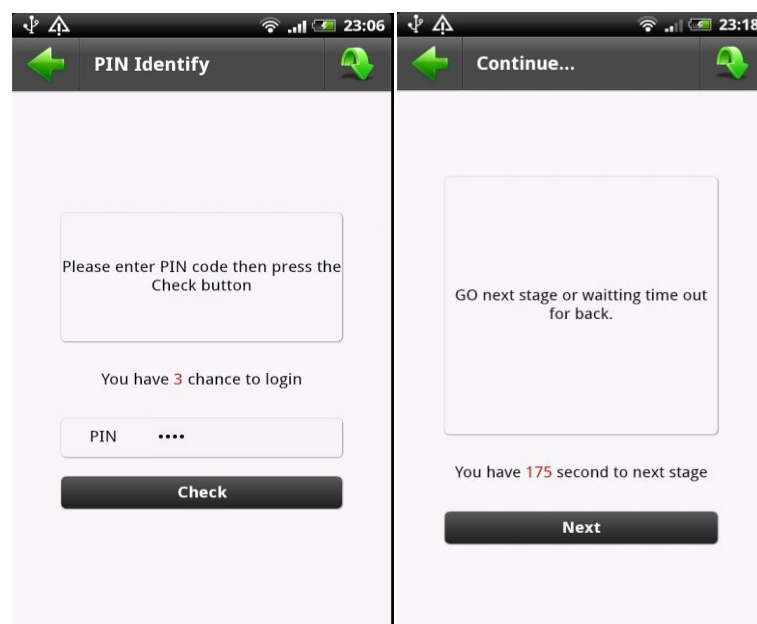 23:06
PIN Identify
Please enter PIN code then press the
Check button
You have 3 chance to login
PIN ••••
Check
23:18
Continue...
GO next stage or waitting time out
for back.
You have 175 second to next stage
Next